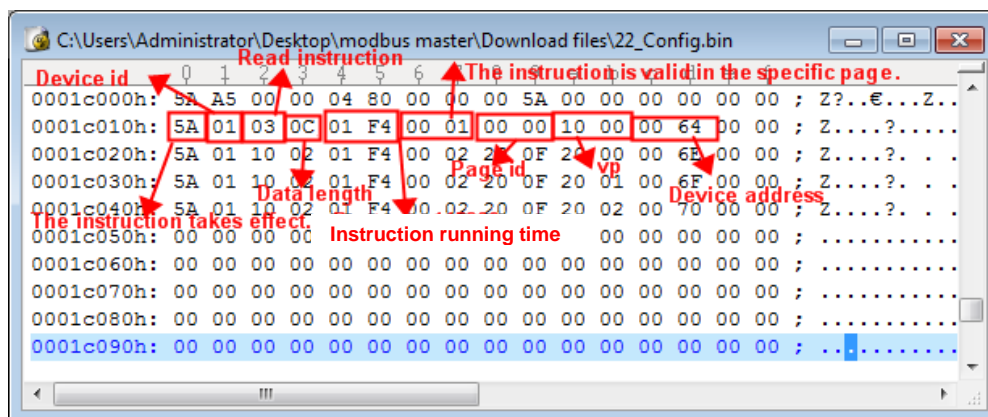 C:\Users\Administrator\Desktop\modbus master\Download files\22_Config.bin
Read instruction
Device id
The instruction is valid in the specific page.
0 1 2 3 4 5 6
0001c000h: 5A A5 00 00 04 80 00 00 00 5A 00 00 00 00 00 00 ; Z?..€...Z..
0001c010h: 5A 01 03 0C 01 F4 00 01 00 00 10 00 00 64 00 00 ; Z....?.....
0001c020h: 5A 01 10 02 01 F4 00 02 20 0F 20 00 00 6E 00 00 ; Z....?. .
Page id
vp
0001c030h: 5A 01 10 02 01 F4 00 02 20 0F 20 01 00 6F 00 00 ; Z....?. . .
Data length
Device address
0001c040h: 5A 01 10 02 01 F4 00 02 20 0F 20 02 00 70 00 00 ; Z....?. . .
The instruction takes effect.
Instruction running time
0001c050h: 00 00 00 00 00 00 00 00 00 ; ...........
0001c060h: 00 00 00 00 00 00 00 00 00 00 00 00 00 00 00 00 ; ...........
0001c070h: 00 00 00 00 00 00 00 00 00 00 00 00 00 00 00 00 ; ...........
0001c080h: 00 00 00 00 00 00 00 00 00 00 00 00 00 00 00 00 ; ...........
0001c090h: 00 00 00 00 00 00 00 00 00 00 00 00 00 00 00 00 ; ...........